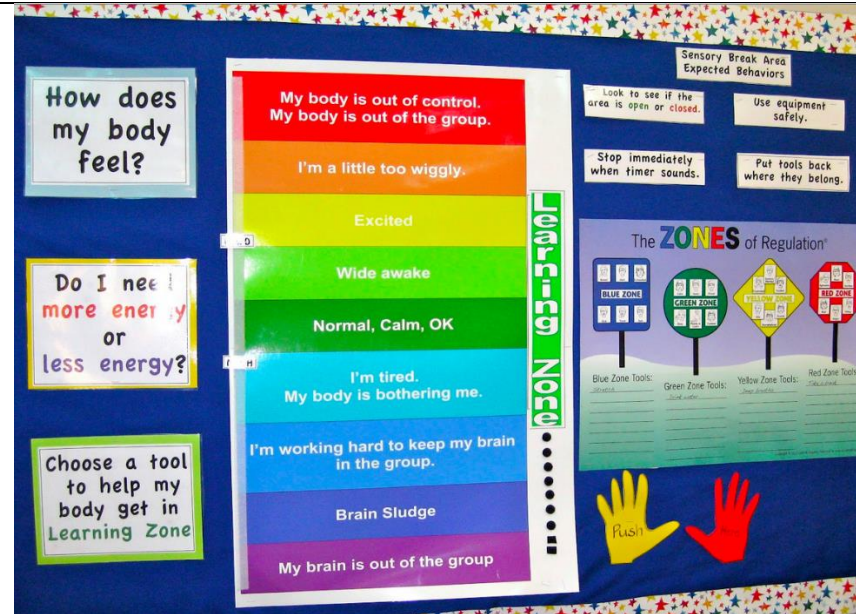 How does
my body
feel?
Do I need
more energy
or
less energy?
Choose a tool
to help my
body get in
Learning Zone
My body is out of control.
My body is out of the group.
I'm a little too wiggly.
Excited
Wide awake
Normal, Calm, OK
I'm tired.
My body is bothering me.
I'm working hard to keep my brain
in the group.
Brain Sludge
My brain is out of the group
Learning Zone
Sensory Break Area
Expected Behaviors
Look to see if the
area is open or closed.
Use equipment
safely.
Stop immediately
when timer sounds.
Put tools back
where they belong.
The ZONES of Regulation®
BLUE ZONE
GREEN ZONE
YELLOW ZONE
RED ZONE
Blue Zone Tools:
Green Zone Tools:
Yellow Zone Tools:
Red Zone Tools:
Push